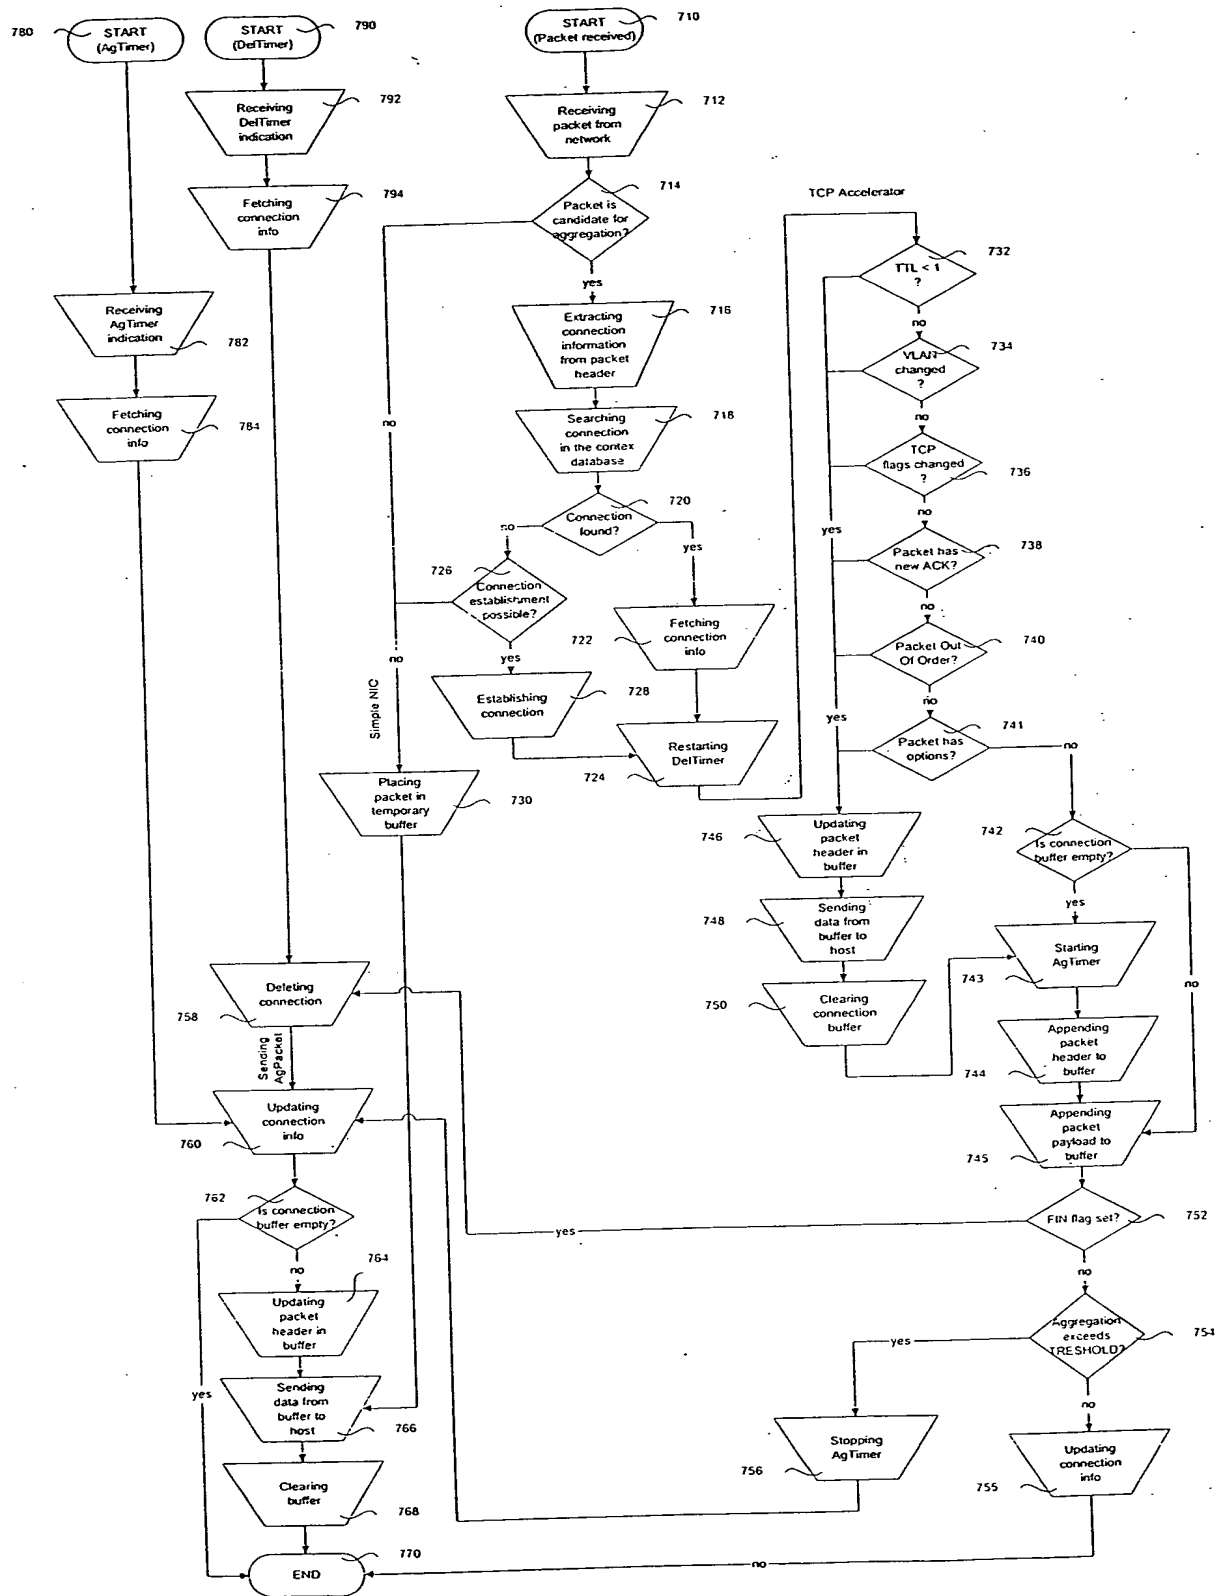 780
START
(AgTimer)
790
START
(DelTimer)
710
START
(Packet received)
792
Receiving
DelTimer
indication
712
Receiving
packet from
network
794
Fetching
connection
info
714
Packet is
candidate for
aggregation?
TCP Accelerator
732
TTL < 1
?
no
yes
Receiving
AgTimer
indication
782
716
Extracting
connection
information
from packet
header
734
VLAN
changed
?
no
Fetching
connection
info
784
no
718
Searching
connection
in the contex
database
TCP
flags changed
?
736
no
yes
720
Connection
found?
no
yes
738
Packet has
new ACK?
no
726
Connection
establishment
possible?
no
yes
722
Fetching
connection
info
740
Packet Out
Of Order?
no
yes
Simple NIC
728
Establishing
connection
Restarting
DelTimer
724
741
Packet has
options?
no
Placing
packet in
temporary
buffer
730
746
Updating
packet
header in
buffer
742
Is connection
buffer empty?
yes
no
748
Sending
data from
buffer to
host
Starting
AgTimer
743
750
Clearing
connection
buffer
Deleting
connection
758
Sending
AgPacket
Appending
packet
header to
buffer
744
Updating
connection
info
760
Appending
packet
payload to
buffer
745
762
Is connection
buffer empty?
no
yes
FIN flag set?
752
yes
no
764
Updating
packet
header in
buffer
Aggregation
exceeds
TRESHOLD?
754
yes
no
Sending
data from
buffer to
host
766
Stopping
AgTimer
756
Updating
connection
info
755
Clearing
buffer
768
770
END
no